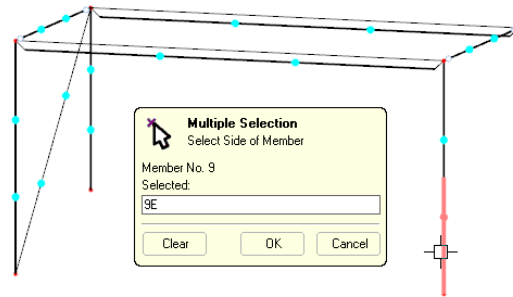 Multiple Selection
Select Side of Member
Member No. 9
Selected:
9E
Clear
OK
Cancel